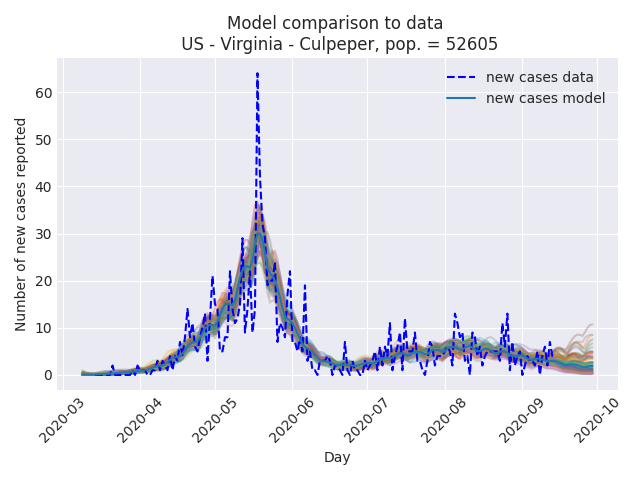 Model comparison to data
US - Virginia - Culpeper, pop. = 52605
new cases data
new cases model
Number of new cases reported
60
50
40
30
20
10
0
2020-03
2020-04
2020-05
2020-06
2020-07
2020-08
2020-09
2020-10
Day